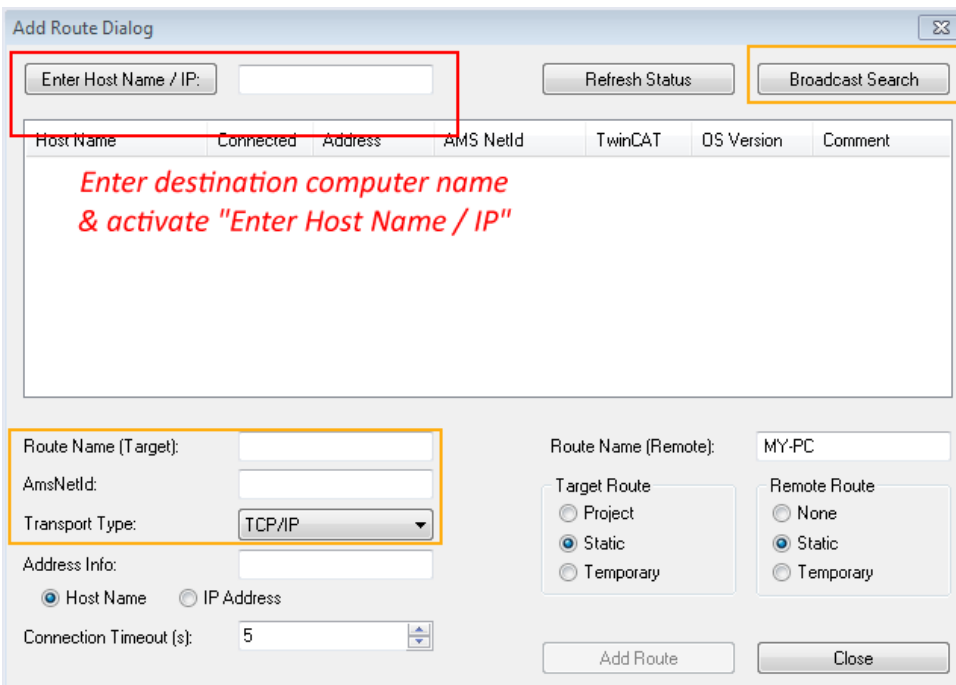 Add Route Dialog
Enter Host Name / IP:
Refresh Status
Broadcast Search
Host Name Connected Address AMS NetId TwinCAT OS Version Comment
Enter destination computer name
& activate "Enter Host Name / IP"
Route Name (Target):
Route Name (Remote): MY-PC
AmsNetId:
Target Route
Remote Route
Transport Type: TCP/IP
Project
None
Static
Static
Address Info:
Temporary
Temporary
Host Name
IP Address
Connection Timeout (s): 5
Add Route
Close